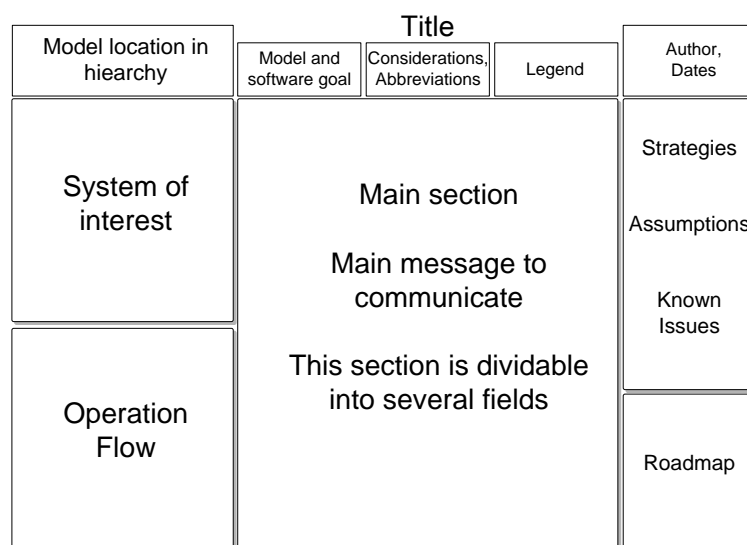 Title
Model location in
hiearchy
Model and
software goal
Considerations,
Abbreviations
Legend
Author,
Dates
System of
interest
Operation
Flow
Main section
Main message to
communicate
This section is dividable
into several fields
Strategies
Assumptions
Known
Issues
Roadmap